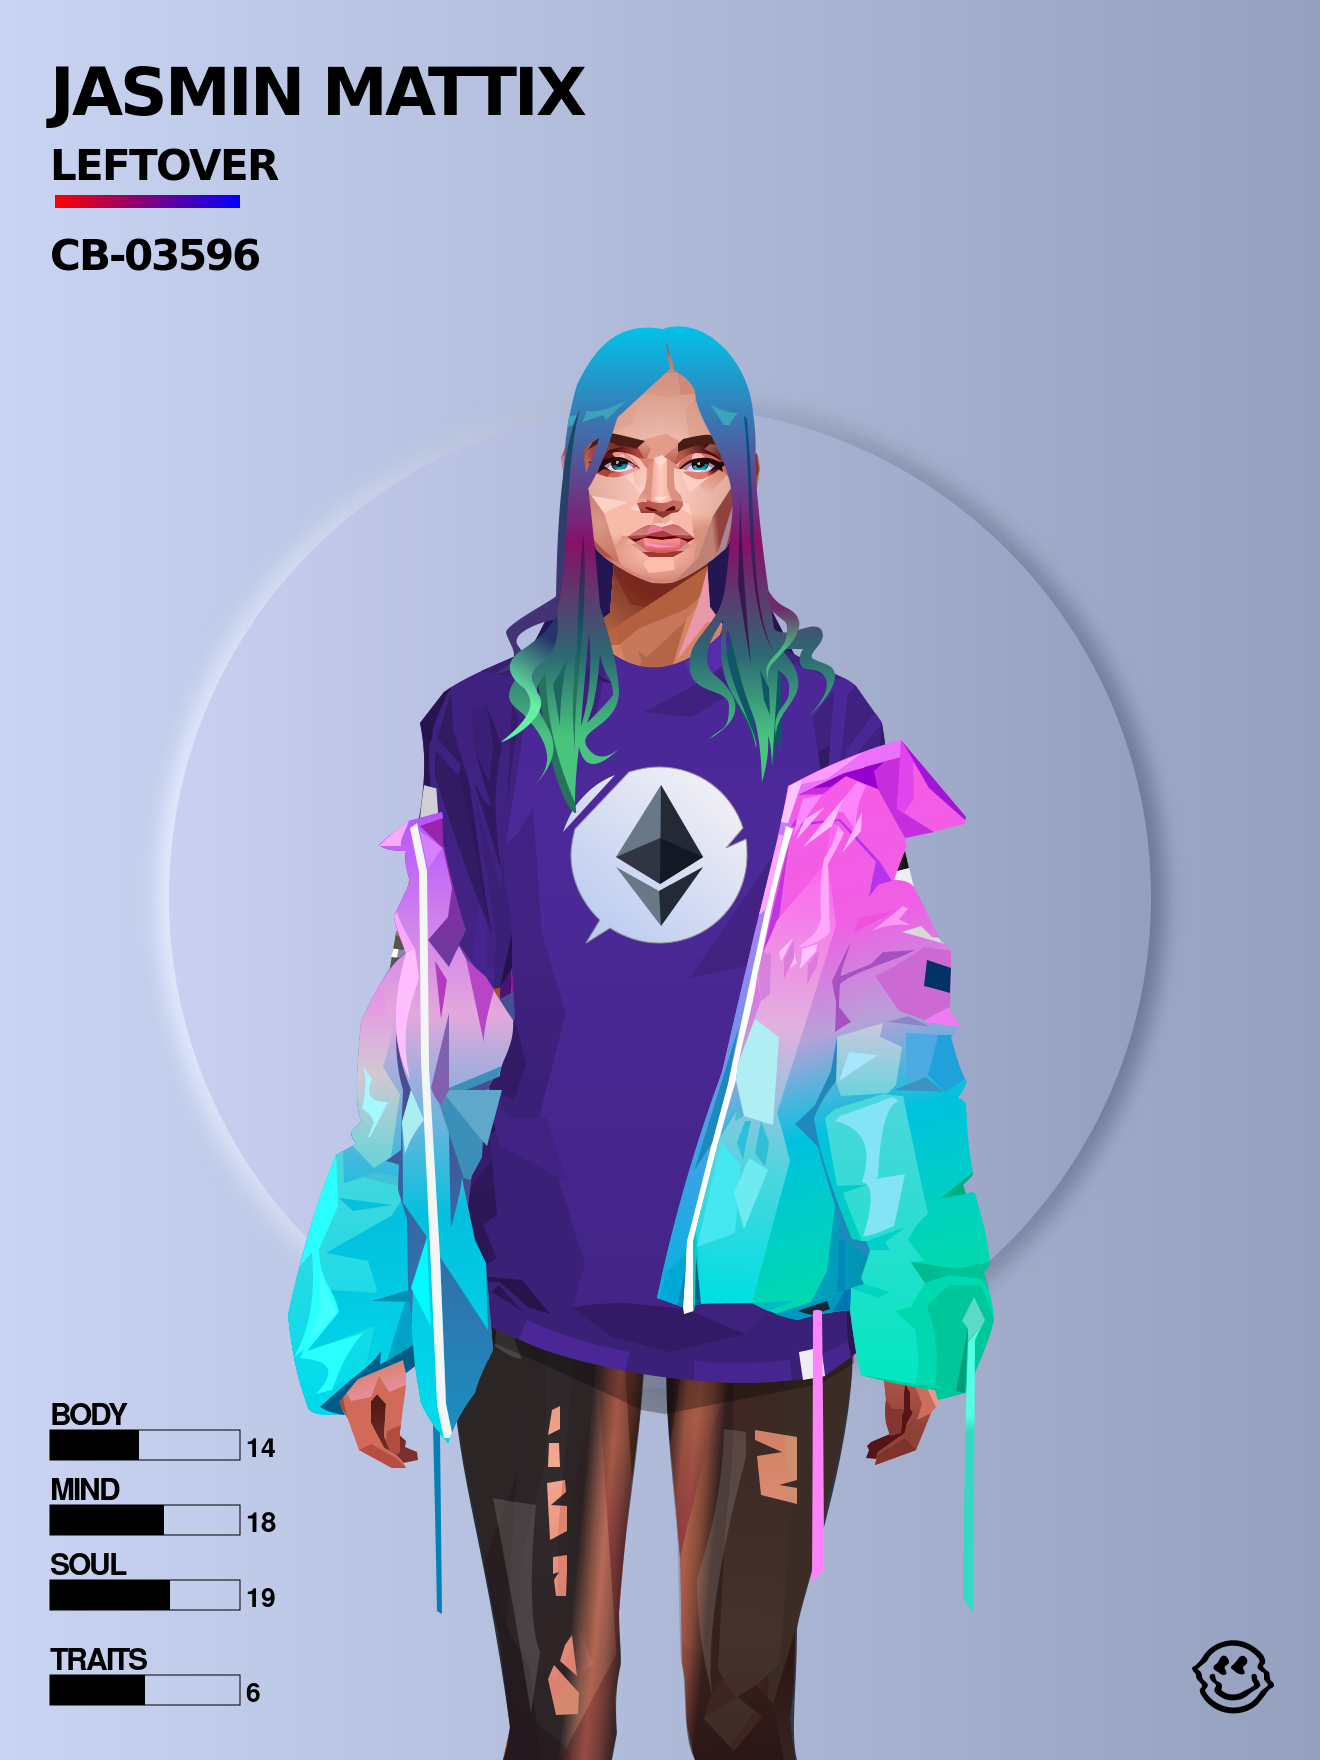 JASMIN MATTIX
LEFTOVER
CB-03596
BODY
14
MIND
18
SOUL
19
TRAITS
6